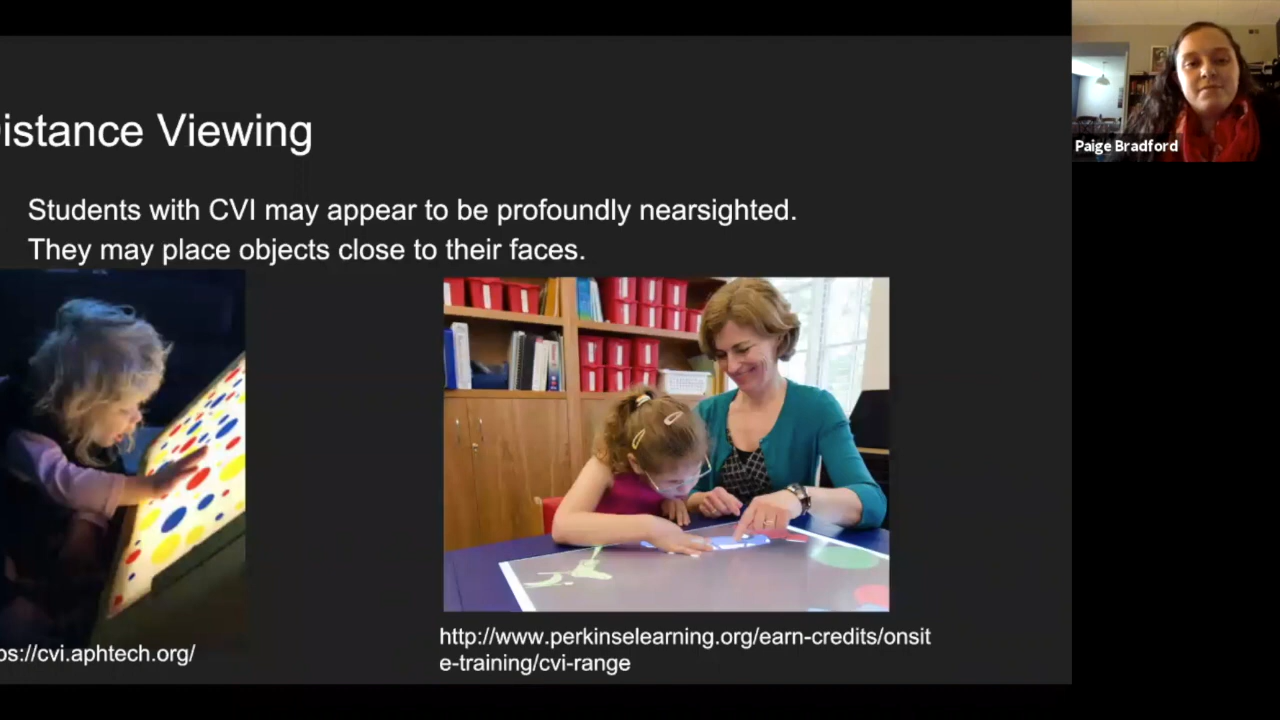 istance Viewing
Paige Bradford
Students with CVI may appear to be profoundly nearsighted.
They may place objects close to their faces.
http://www.perkinselearning.org/earn-credits/onsit
e-training/cvi-range
ps://cvi.aphtech.org/